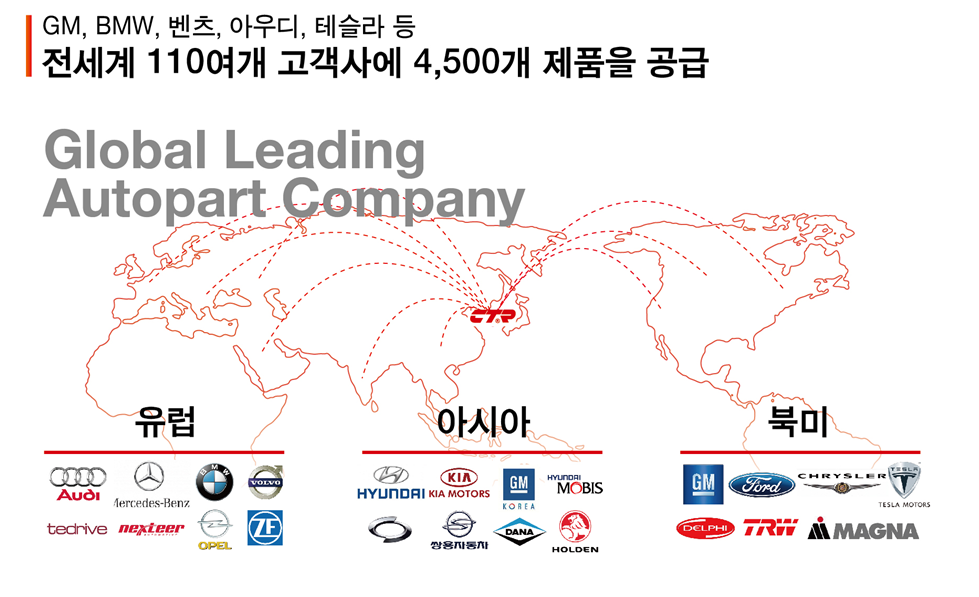 GM, BMW, 벤츠, 아우디, 테슬라 등
전세계 110여개 고객사에 4,500개 제품을 공급
Global Leading
Autopart Company
CTR
유럽
아시아
북미
Audi
Mercedes-Benz
BMW
VOLVO
tedrive
nexteer
AUTOMOTIVE
OPEL
ZF
HYUNDAI
KIA
KIA MOTORS
GM
KOREA
HYUNDAI
MOBIS
쌍용자동차
DANA
HOLDEN
GM
Ford
CHRYSLER
TESLA
TESLA MOTORS
DELPHI
TRW
MAGNA